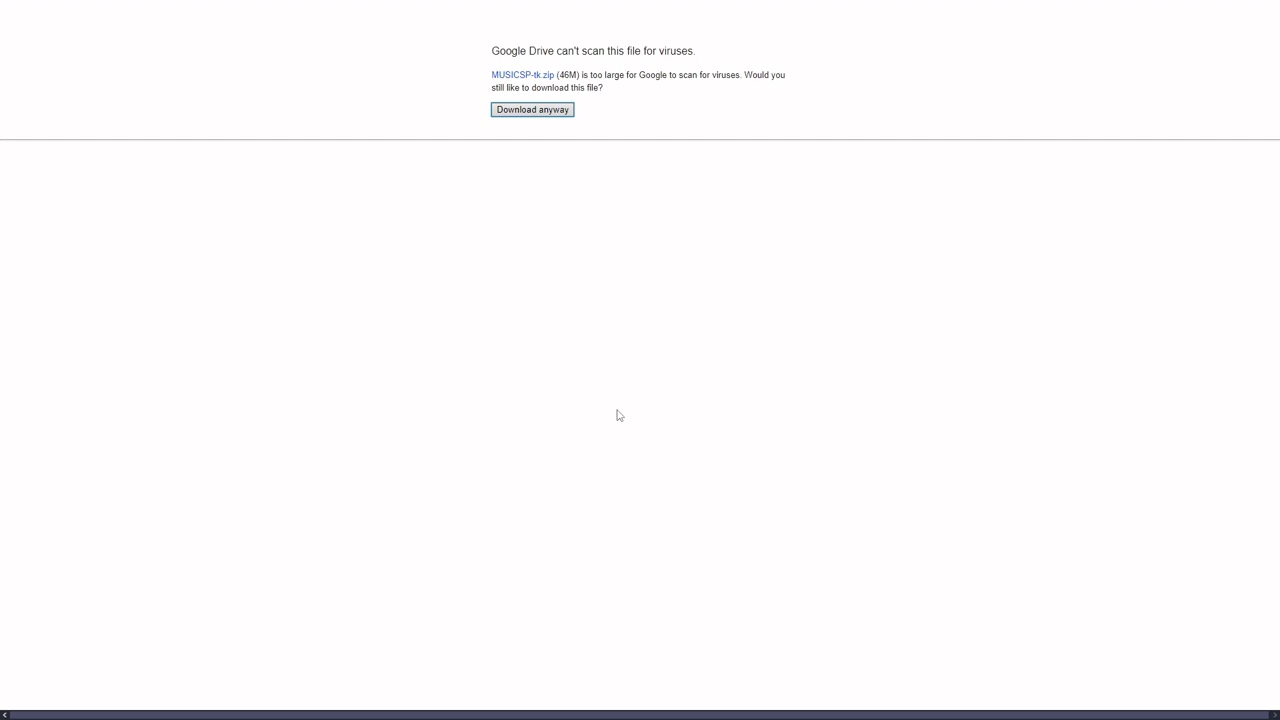 Google Drive can't scan this file for viruses.
MUSICSP-tk.zip (46M) is too large for Google to scan for viruses. Would you
still like to download this file?
Download anyway